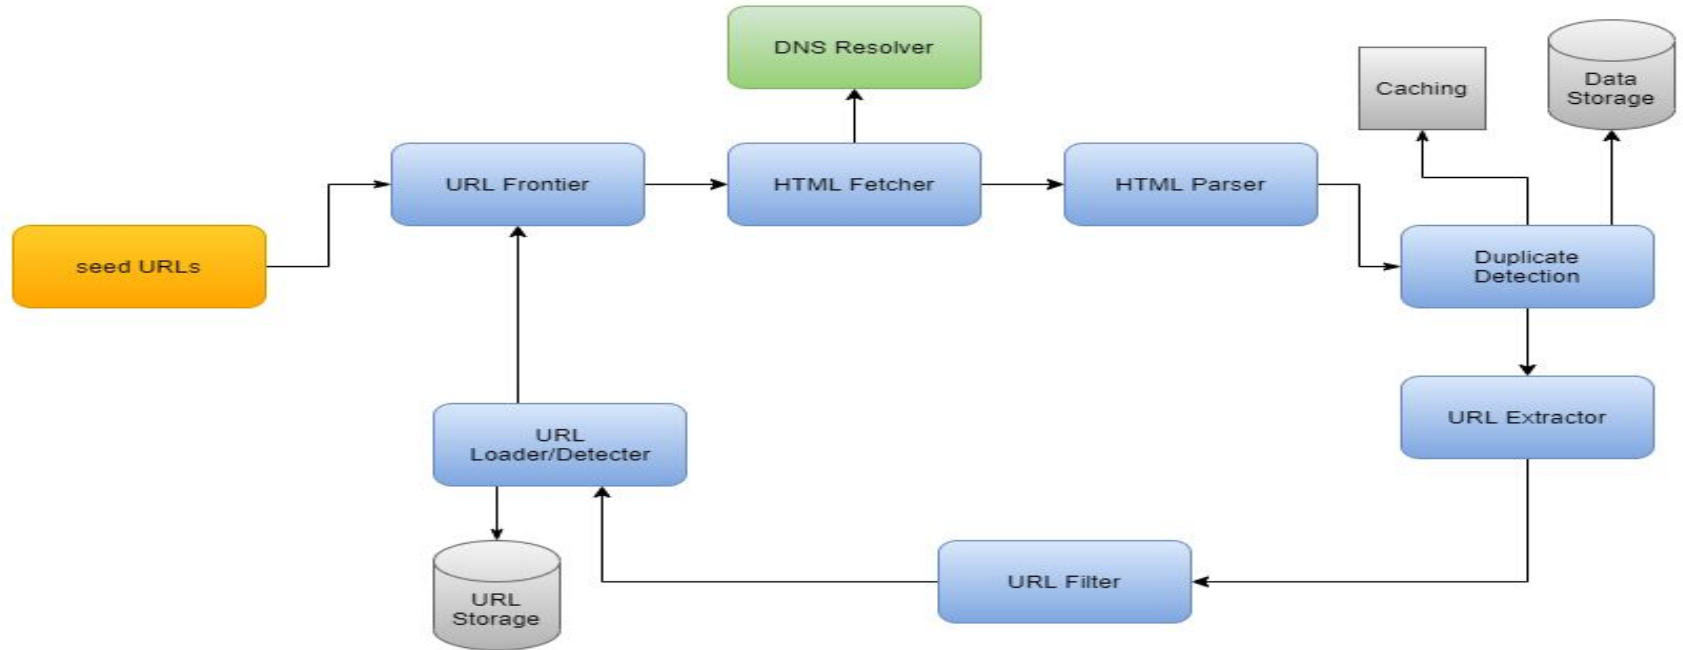 DNS Resolver
Caching
Data
Storage
URL Frontier
HTML Fetcher
HTML Parser
seed URLs
Duplicate
Detection
URL
Loader/Detecter
URL Extractor
URL Filter
URL
Storage